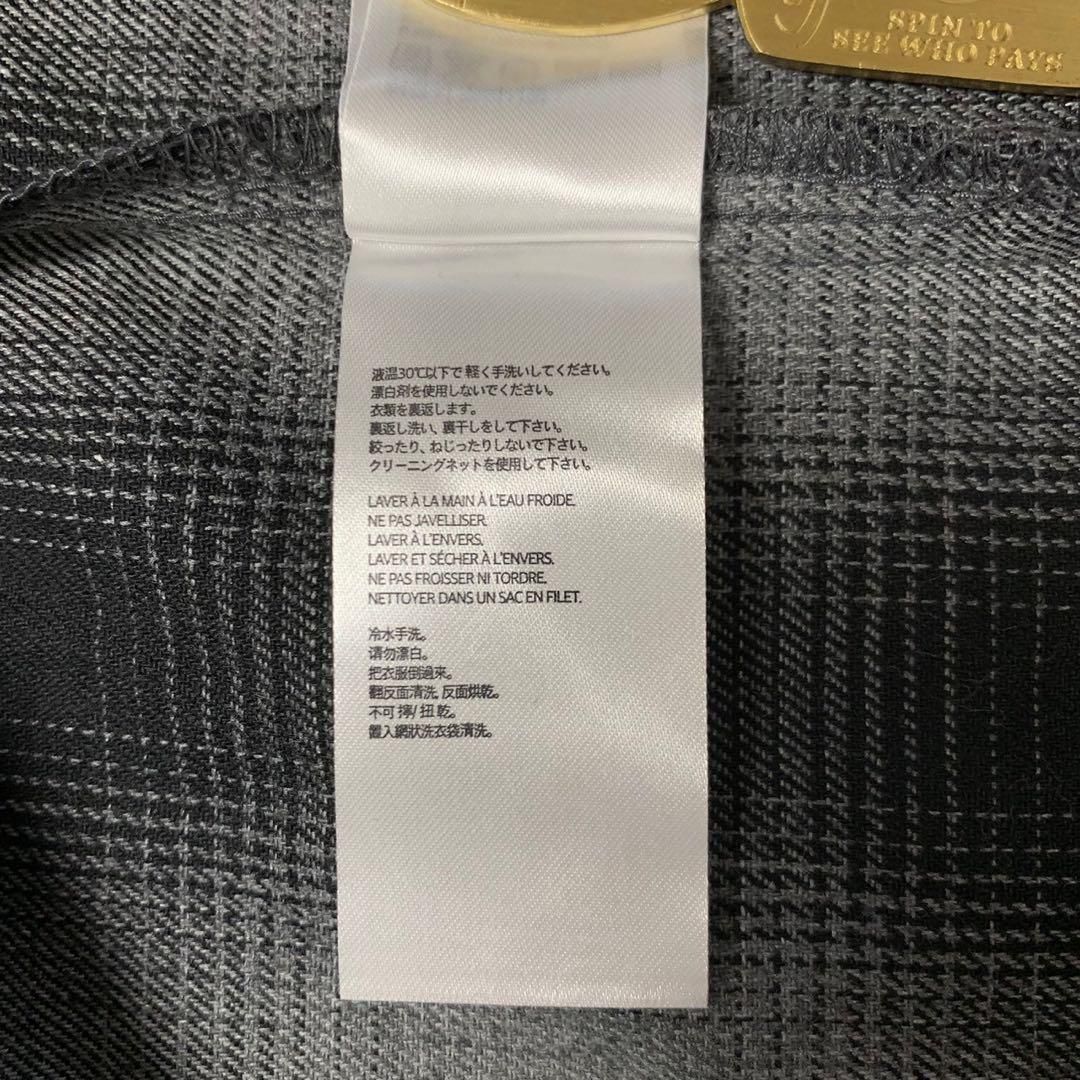 SPIN TO
SEE WHO PAYS
液温30℃以下で 軽く手洗いしてください。
漂白剤を使用しないでください。
衣類を裏返します。
裏返し洗い、裏干しをして下さい。
絞ったり、ねじったりしないで下さい。
クリーニングネットを使用して下さい。
LAVER À LA MAIN À L'EAU FROIDE.
NE PAS JAVELLISER.
LAVER À L'ENVERS.
LAVER ET SÉCHER À L'ENVERS.
NE PAS FROISSER NI TORDRE.
NETTOYER DANS UN SAC EN FILET.
冷水手洗。
请勿漂白。
把衣服倒過來。
翻反面清洗, 反面烘乾。
不可 擰/ 扭 乾。
置入網狀洗衣袋清洗。